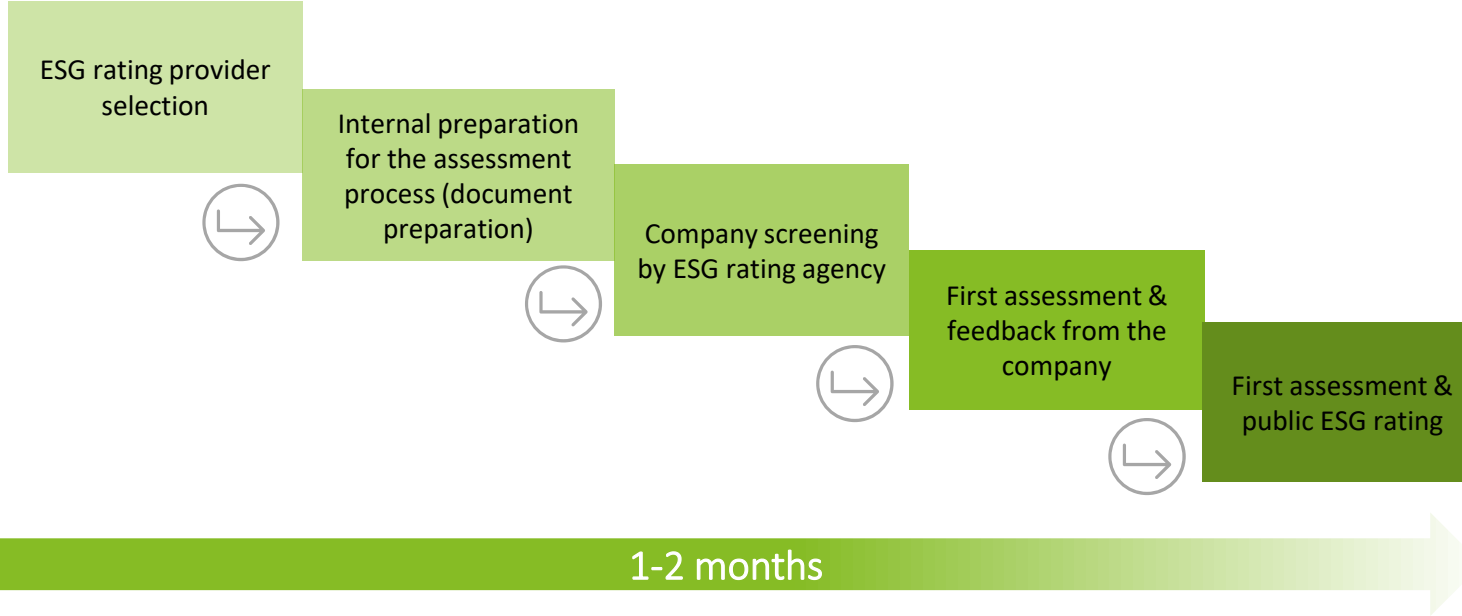 ESG rating provider
selection
Internal preparation
for the assessment
process (document
preparation)
Company screening
by ESG rating agency
First assessment &
feedback from the
company
First assessment &
public ESG rating
1-2 months